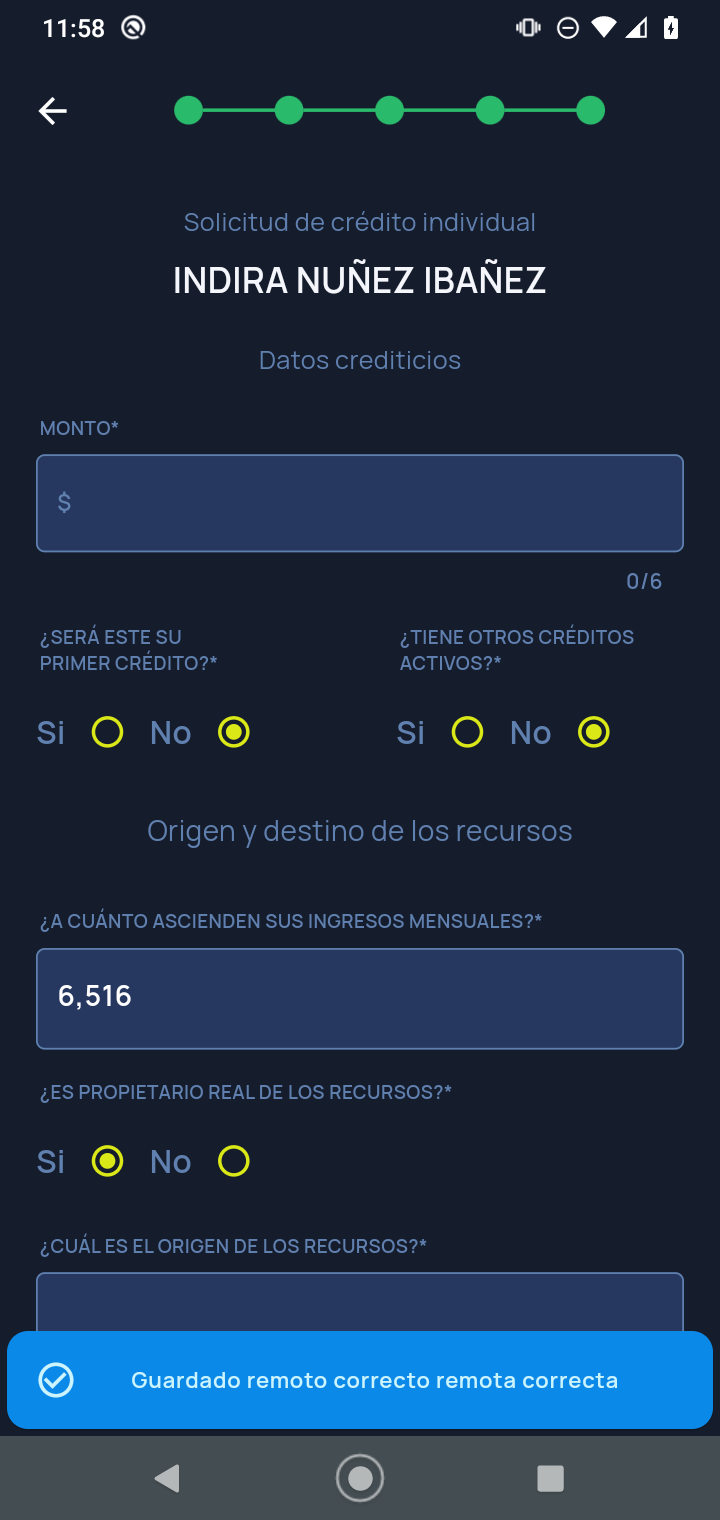 11:58
Solicitud de crédito individual
INDIRA NUÑEZ IBAÑEZ
Datos crediticios
MONTO*
$
0/6
¿SERÁ ESTE SU
PRIMER CRÉDITO?*
Si No
¿TIENE OTROS CRÉDITOS
ACTIVOS?*
Si No
Origen y destino de los recursos
¿A CUÁNTO ASCIENDEN SUS INGRESOS MENSUALES?*
6,516
¿ES PROPIETARIO REAL DE LOS RECURSOS?*
Si No
¿CUÁL ES EL ORIGEN DE LOS RECURSOS?*
Guardado remoto correcto remota correcta